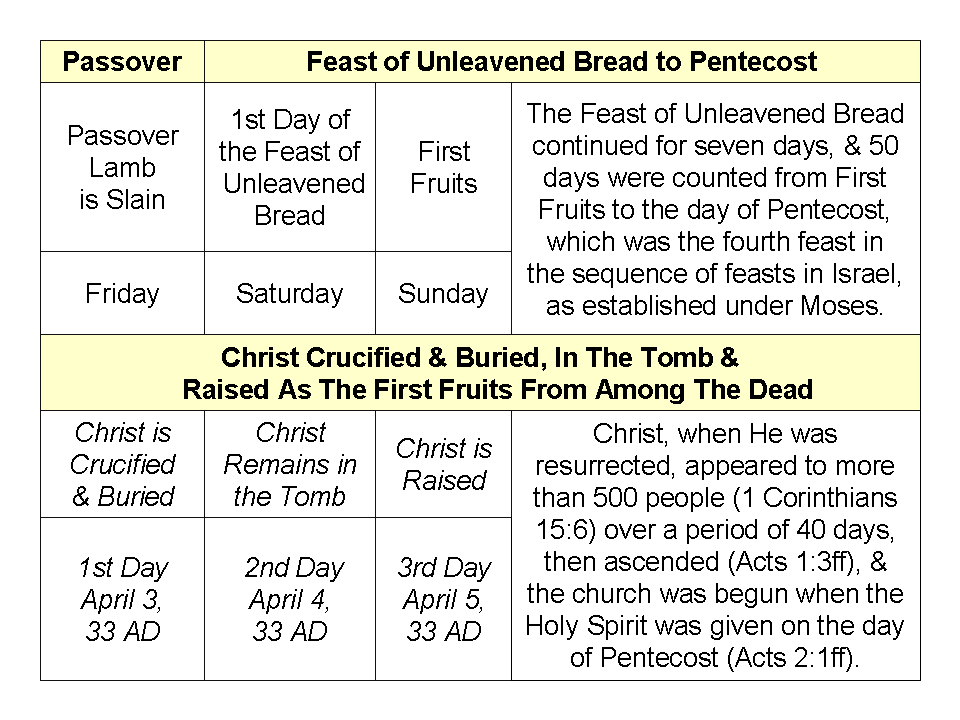 Passover
Feast of Unleavened Bread to Pentecost
Passover
Lamb
is Slain
1st Day of
the Feast of
Unleavened
Bread
First
Fruits
The Feast of Unleavened Bread
continued for seven days, & 50
days were counted from First
Fruits to the day of Pentecost,
which was the fourth feast in
the sequence of feasts in Israel,
as established under Moses.
Friday
Saturday
Sunday
Christ Crucified & Buried, In The Tomb &
Raised As The First Fruits From Among The Dead
Christ is
Crucified
& Buried
Christ
Remains in
the Tomb
Christ is
Raised
Christ, when He was
resurrected, appeared to more
than 500 people (1 Corinthians
15:6) over a period of 40 days,
then ascended (Acts 1:3ff), &
the church was begun when the
Holy Spirit was given on the day
of Pentecost (Acts 2:1ff).
1st Day
April 3,
33 AD
2nd Day
April 4,
33 AD
3rd Day
April 5,
33 AD